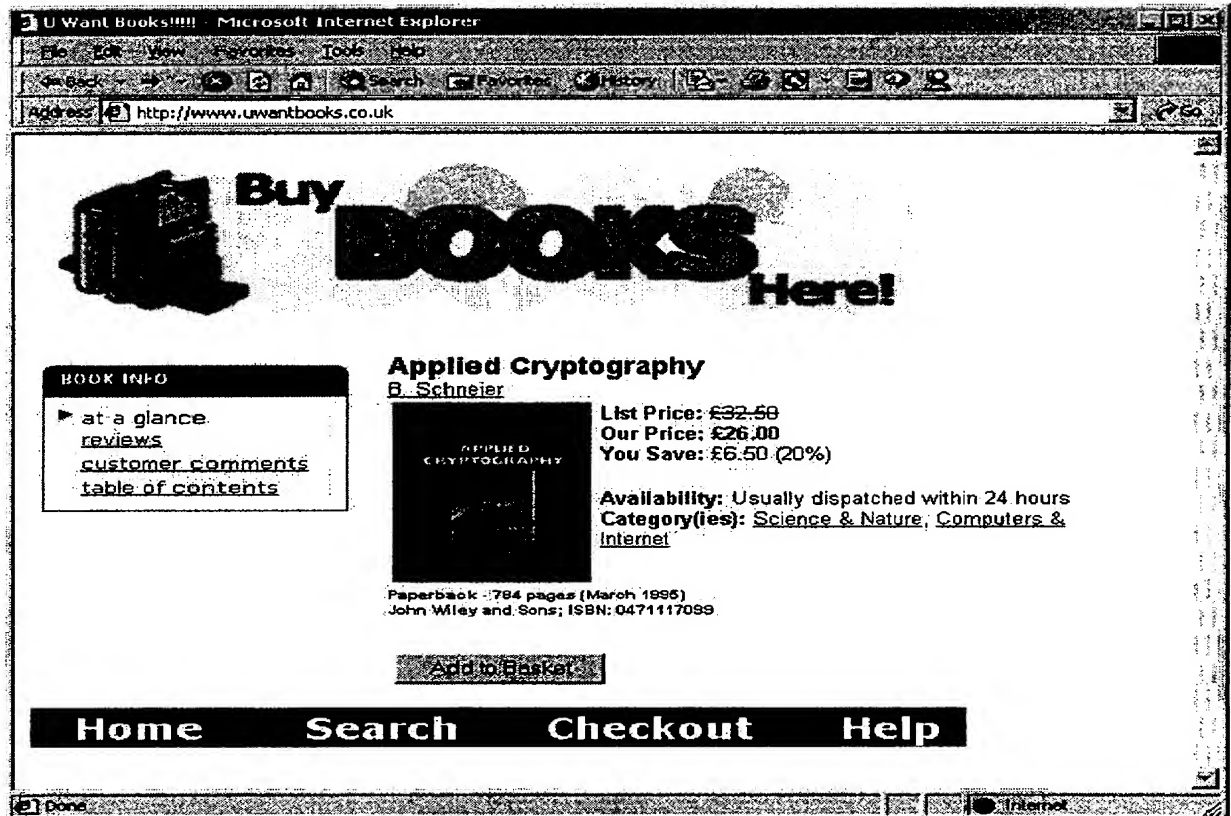 U Want Books!!!!! - Microsoft Internet Explorer
File Edit View Favorites Tools Help
Back Search Favorites History
Address http://www.uwantbooks.co.uk Go
Buy
BOOKS
Here!
BOOK INFO
at a glance
reviews
customer comments
table of contents
Applied Cryptography
B. Schneier
APPLIED
CRYPTOGRAPHY
List Price: £32.50
Our Price: £26.00
You Save: £6.50 (20%)
Availability: Usually dispatched within 24 hours
Category(ies): Science & Nature, Computers &
Internet
Paperback - 784 pages (March 1995)
John Wiley and Sons; ISBN: 0471117099
Add to Basket
Home Search Checkout Help
Done Internet